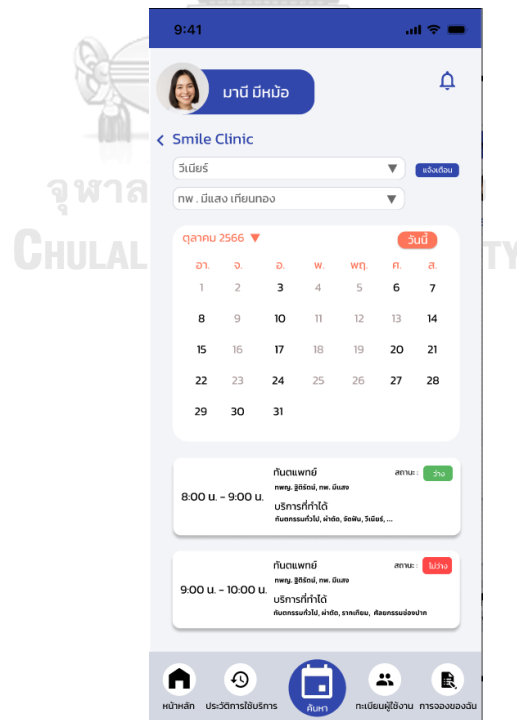 9:41
มานี มีหม้อ
Smile Clinic
วีเนียร์
แจ้งเตือน
ทพ . มีแสง เทียนทอง
จุฬาล
CHULAL
TY
ตุลาคม 2566
วันนี้
อา. จ. อ. พ. พฤ. ศ. ส.
1 2 3 4 5 6 7
8 9 10 11 12 13 14
15 16 17 18 19 20 21
22 23 24 25 26 27 28
29 30 31
ทันตแพทย์
สถานะ :
ว่าง
ทพญ. ฐิติรัตน์, ทพ. มีแสง
8:00 น. - 9:00 น.
บริการที่ทำได้
ทันตกรรมทั่วไป, ผ่าตัด, จัดฟัน, วีเนียร์, ...
ทันตแพทย์
สถานะ :
ไม่ว่าง
ทพญ. ฐิติรัตน์, ทพ. มีแสง
9:00 น. - 10:00 น.
บริการที่ทำได้
ทันตกรรมทั่วไป, ผ่าตัด, รากเทียม, ศัลยกรรมช่องปาก
หน้าหลัก
ประวัติการใช้บริการ
ค้นหา
ทะเบียนผู้ใช้งาน
การจองของฉัน